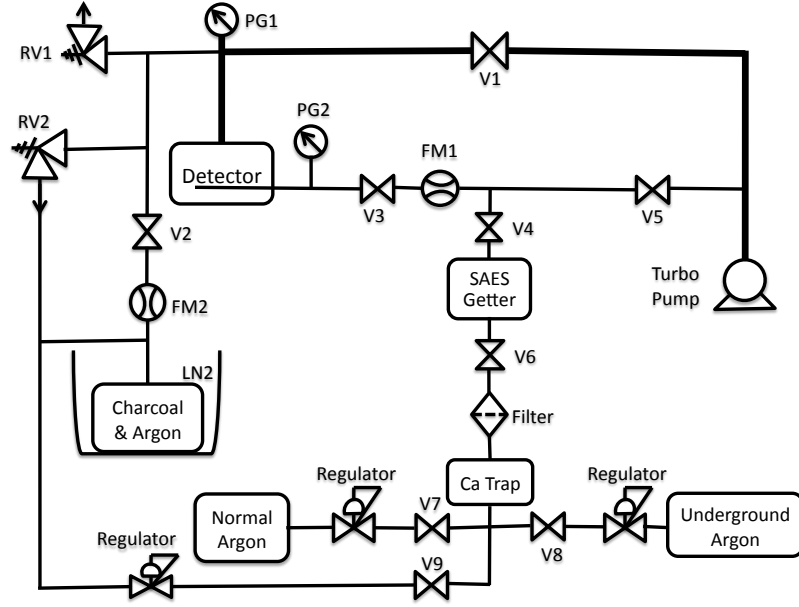 PG1
RV1
V1
PG2
RV2
FM1
Detector
V3
V5
V4
V2
SAES
Getter
Turbo
Pump
FM2
V6
LN2
Charcoal
& Argon
Filter
Regulator
Ca Trap
Regulator
V7
Normal
Argon
Underground
Argon
Regulator
V8
V9